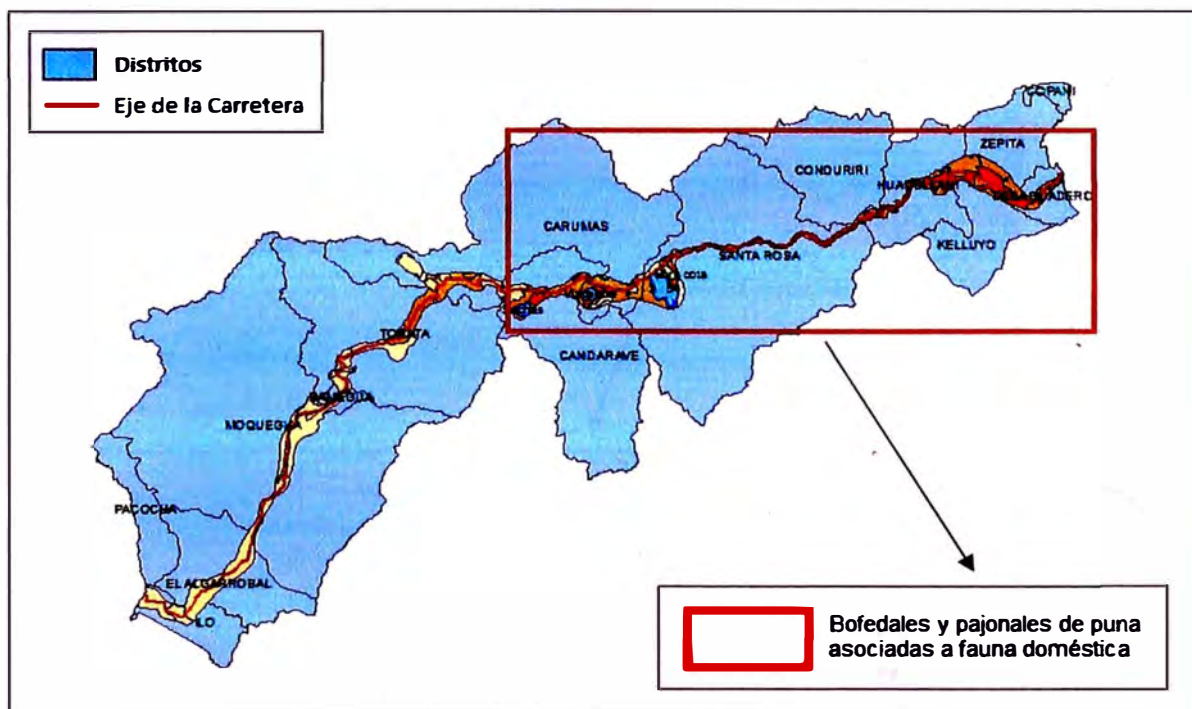 Distritos
Eje de la Carretera
COPANI
ZEPITA
CONDURIRI
CARUMAS
KELLUYO
SANTA ROSA
TORATA
CANDARAVE
MOQUEGUA
PACOCHA
EL ALGARROBAL
ILO
Bofedales y pajonales de puna
asociadas a fauna doméstica